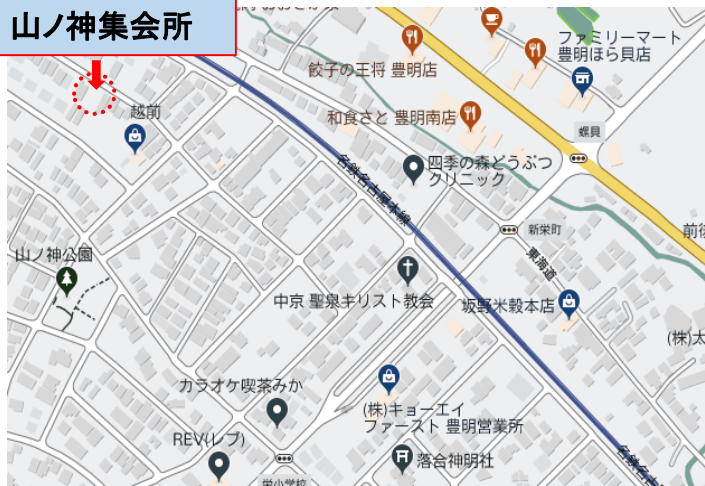 山ノ神集会所
ファミリーマート
豊明ほら貝店
餃子の王将 豊明店
越前
和食さと 豊明南店
螺貝
四季の森どうぶつ
クリニック
名鉄名古屋本線
新栄町
前後
山ノ神公園
東海道
中京 聖泉キリスト教会
坂野米穀本店
(株)太
カラオケ喫茶みか
(株)キョーエイ
ファースト 豊明営業所
REV(レブ)
落合神明社
栄小学校